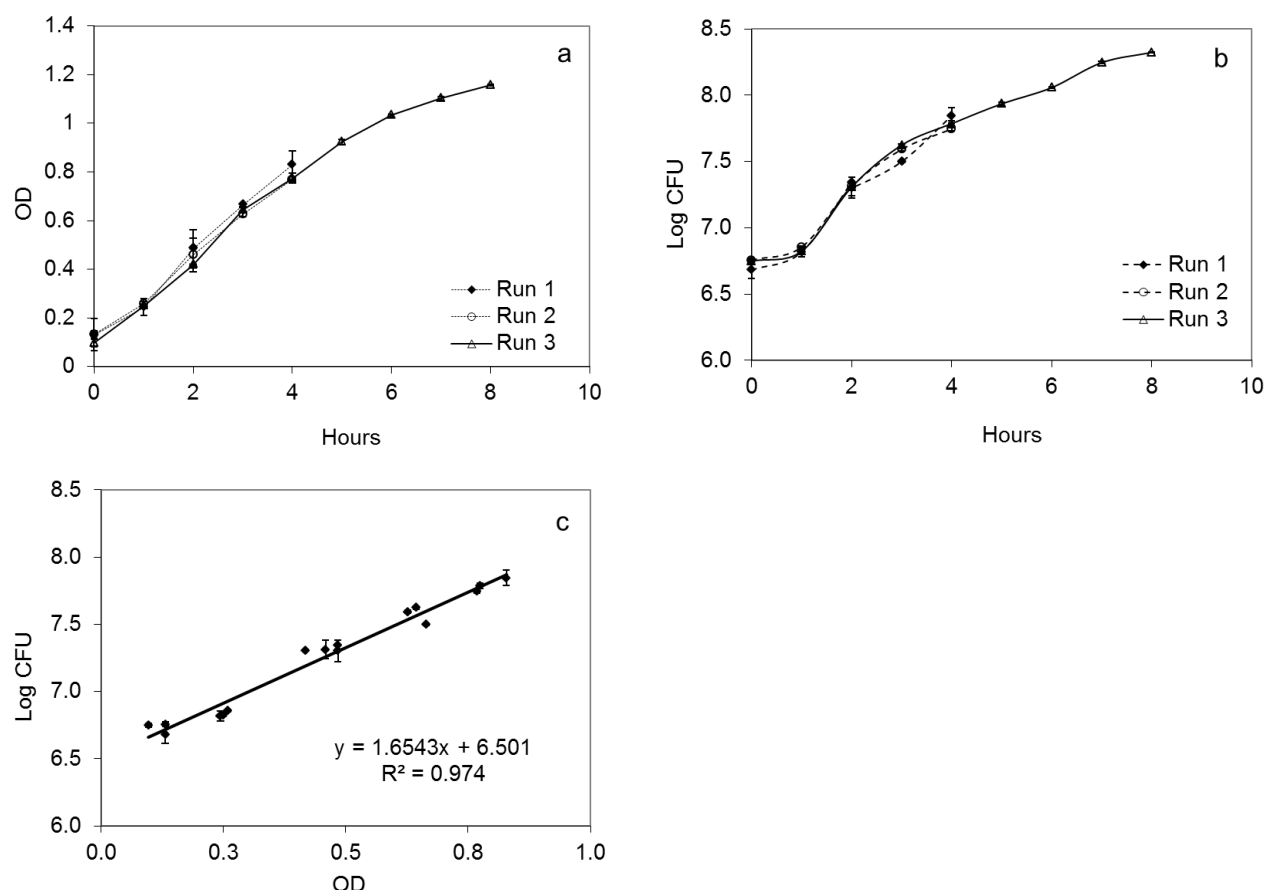 a
1.4
1.2
1
0.8
0.6
0.4
0.2
0
OD
Run 1
Run 2
Run 3
0 2 4 6 8 10
Hours
b
8.5
8.0
7.5
7.0
6.5
6.0
Log CFU
Run 1
Run 2
Run 3
0 2 4 6 8 10
Hours
c
8.5
8.0
7.5
7.0
6.5
6.0
Log CFU
y = 1.6543x + 6.501
R² = 0.974
0.0 0.3 0.5 0.8 1.0
OD